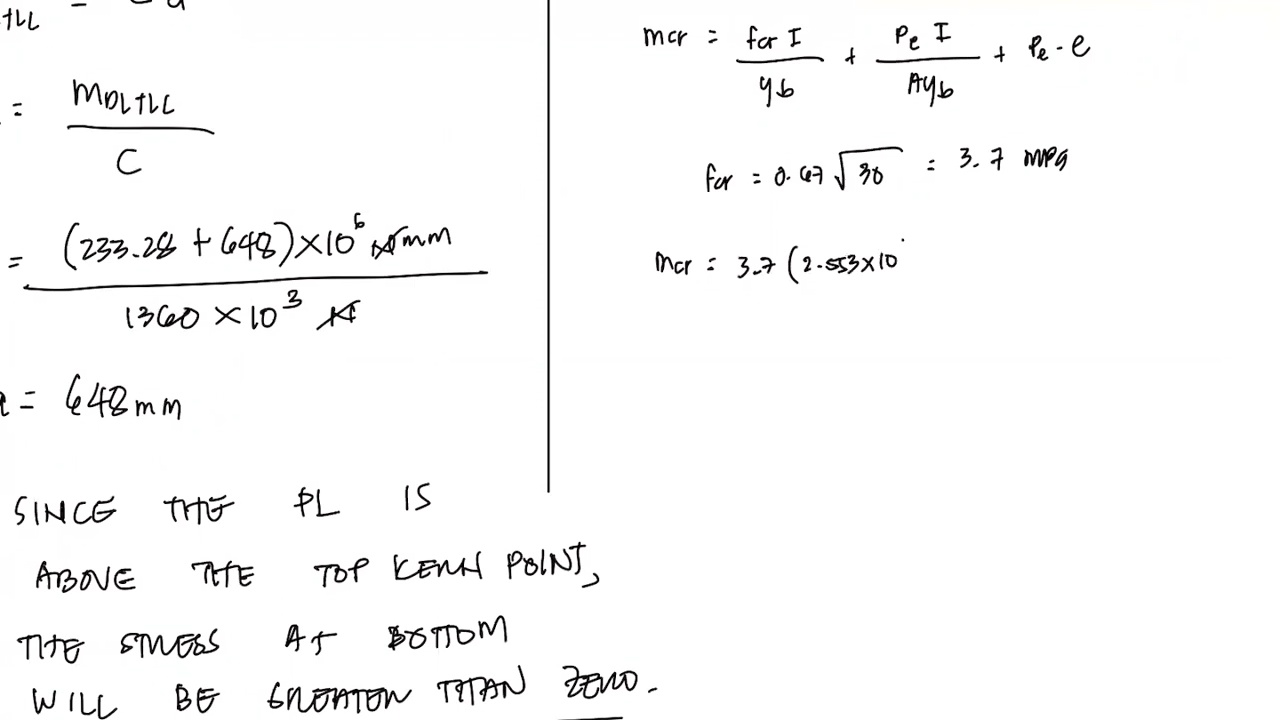 +LL = e a
= MDL+LL / C
= (233.28 + 648) × 10⁶ N mm / 1360 × 10³ N
a = 648 mm
SINCE THE PL IS
ABOVE THE TOP KERN POINT,
THE STRESS AT BOTTOM
WILL BE GREATER THAN ZERO.
mcr = fcr I / yb + Pe I / Ayb + Pe · e
fcr = 0.67 √30 = 3.7 MPa
mcr = 3.7 (2.553×10